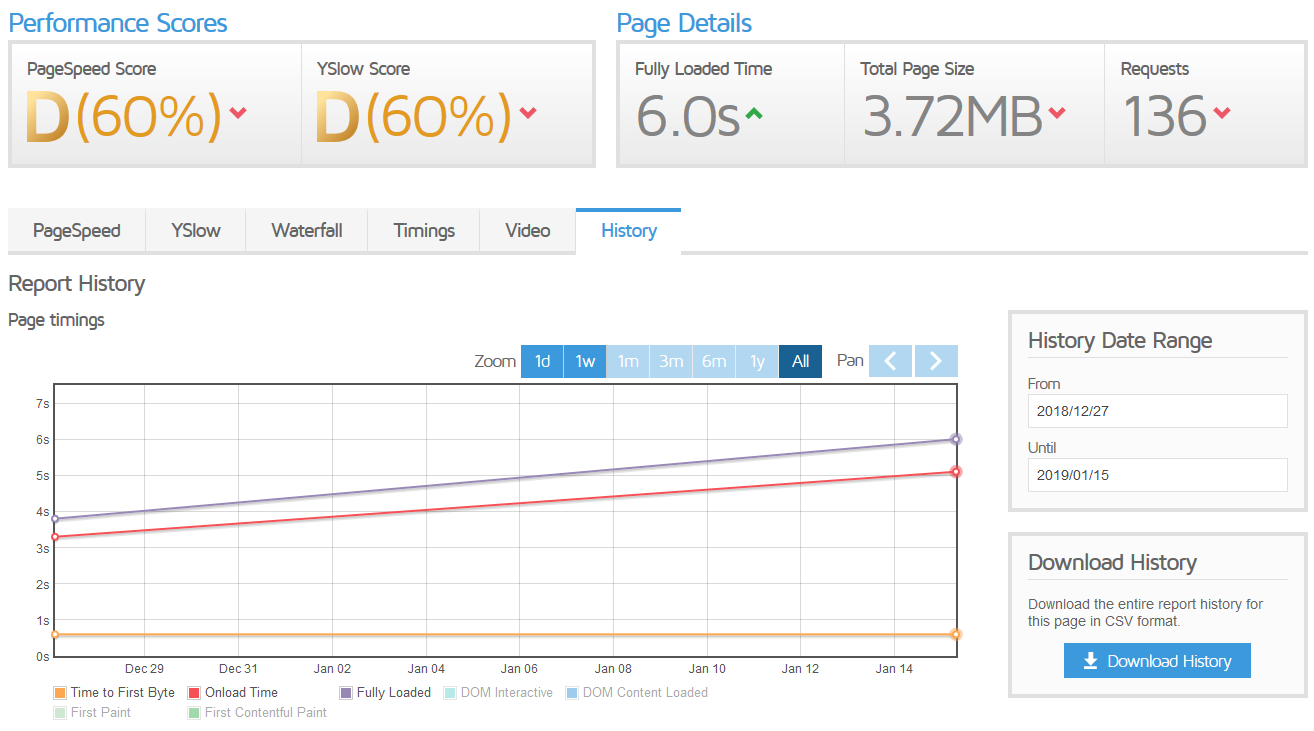 Performance Scores
Page Details
PageSpeed Score
YSlow Score
D(60%)
D(60%)
Fully Loaded Time
Total Page Size
Requests
6.0s
3.72MB
136
PageSpeed
YSlow
Waterfall
Timings
Video
History
Report History
Page timings
Zoom 1d 1w 1m 3m 6m 1y All Pan
7s
6s
5s
4s
3s
2s
1s
0s
Dec 29 Dec 31 Jan 02 Jan 04 Jan 06 Jan 08 Jan 10 Jan 12 Jan 14
Time to First Byte Onload Time Fully Loaded DOM Interactive DOM Content Loaded
First Paint First Contentful Paint
History Date Range
From
2018/12/27
Until
2019/01/15
Download History
Download the entire report history for
this page in CSV format.
Download History